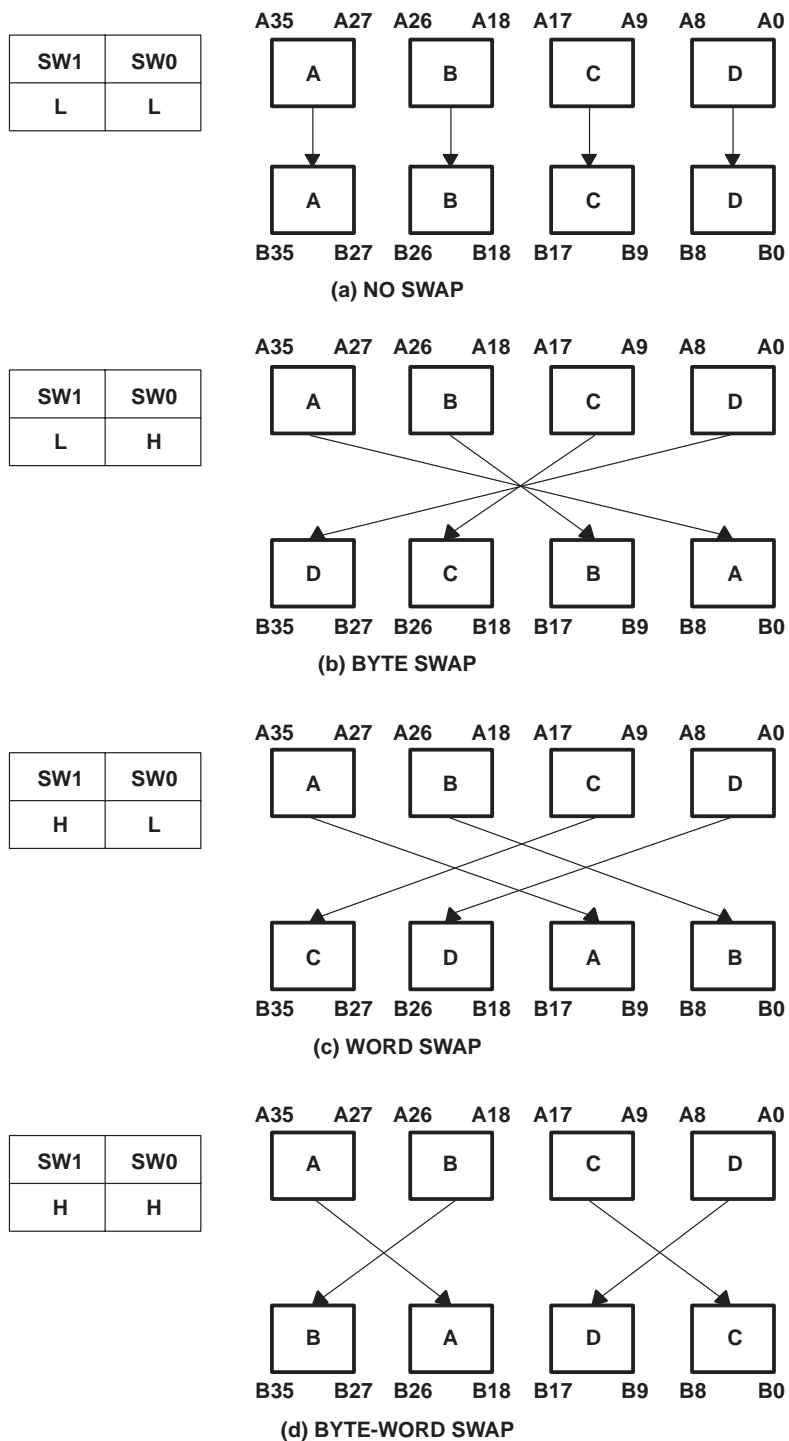 A35 A27 A26 A18 A17 A9 A8 A0
SW1 SW0
A B C D
L L
A B C D
B35 B27 B26 B18 B17 B9 B8 B0
(a) NO SWAP
A35 A27 A26 A18 A17 A9 A8 A0
SW1 SW0
A B C D
L H
D C B A
B35 B27 B26 B18 B17 B9 B8 B0
(b) BYTE SWAP
A35 A27 A26 A18 A17 A9 A8 A0
SW1 SW0
A B C D
H L
C D A B
B35 B27 B26 B18 B17 B9 B8 B0
(c) WORD SWAP
A35 A27 A26 A18 A17 A9 A8 A0
SW1 SW0
A B C D
H H
B A D C
B35 B27 B26 B18 B17 B9 B8 B0
(d) BYTE-WORD SWAP